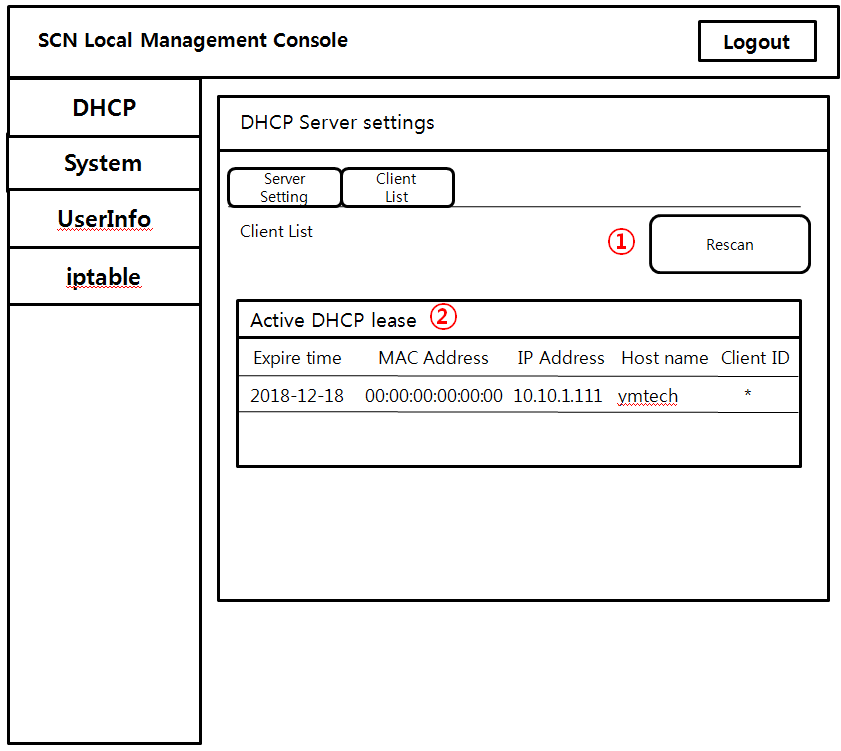 SCN Local Management Console
Logout
DHCP
System
UserInfo
iptable
DHCP Server settings
Server
Setting
Client
List
Client List
①
Rescan
Active DHCP lease ②
Expire time MAC Address IP Address Host name Client ID
2018-12-18 00:00:00:00:00:00 10.10.1.111 ymtech *